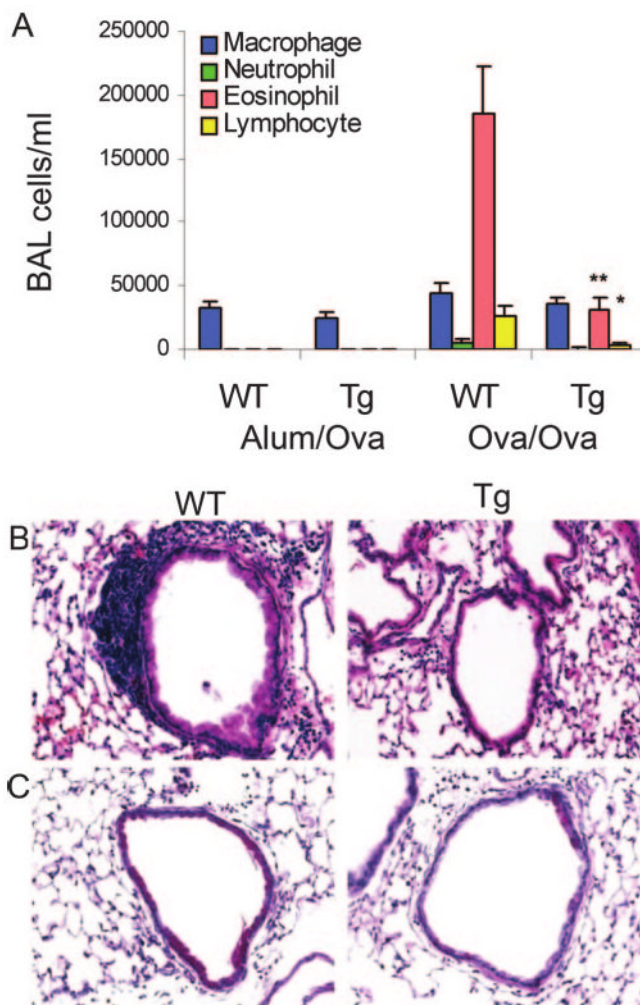 A
BAL cells/ml
250000
200000
150000
100000
50000
0
Macrophage
Neutrophil
Eosinophil
Lymphocyte
** *
WT Tg WT Tg
Alum/Ova Ova/Ova
WT Tg
B
C